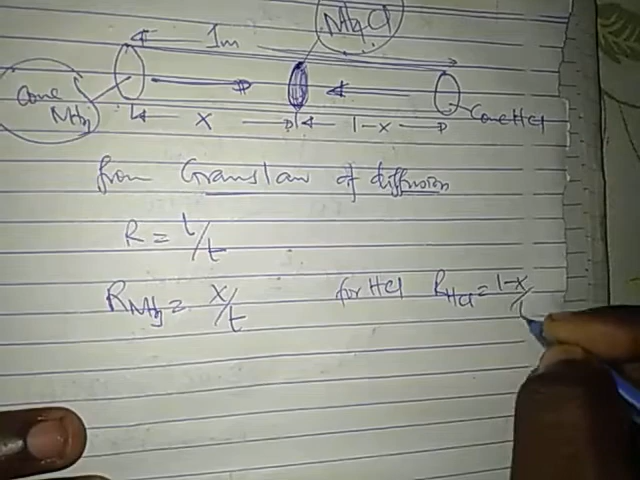 NH4Cl
1m
Conc NH3
x
1-x
Conc HCl
from Grams law of diffusion
R = l/t
RNH3 = x/t for HCl RHCl = 1-x/t